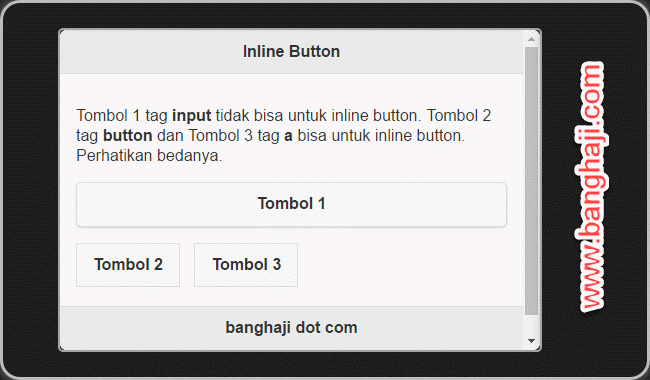 Inline Button
Tombol 1 tag input tidak bisa untuk inline button. Tombol 2
tag button dan Tombol 3 tag a bisa untuk inline button.
Perhatikan bedanya.
Tombol 1
Tombol 2 Tombol 3
banghaji dot com
www.banghaji.com